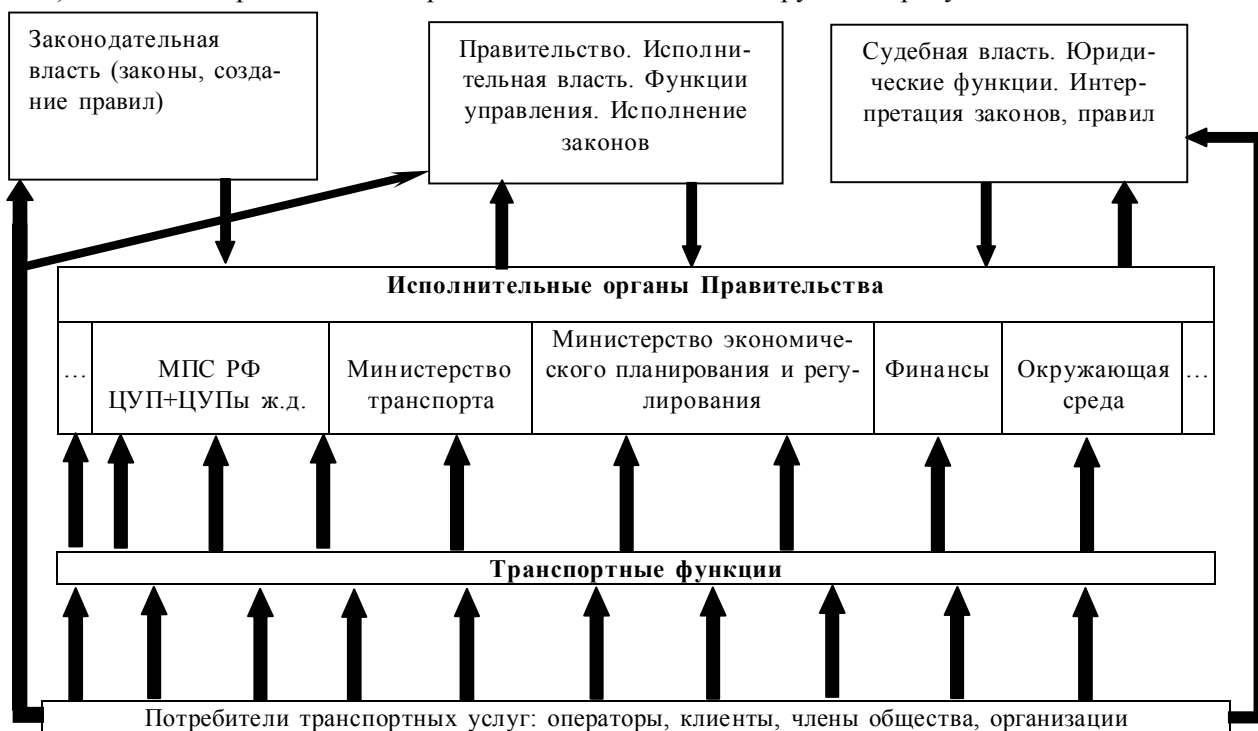 Законодательная
власть (законы, созда-
ние правил)
Правительство. Исполни-
тельная власть. Функции
управления. Исполнение
законов
Судебная власть. Юриди-
ческие функции. Интер-
претация законов, правил
Исполнительные органы Правительства
...
МПС РФ
ЦУП+ЦУПы ж.д.
Министерство
транспорта
Министерство экономиче-
ского планирования и регу-
лирования
Финансы
Окружающая
среда
...
Транспортные функции
Потребители транспортных услуг: операторы, клиенты, члены общества, организации